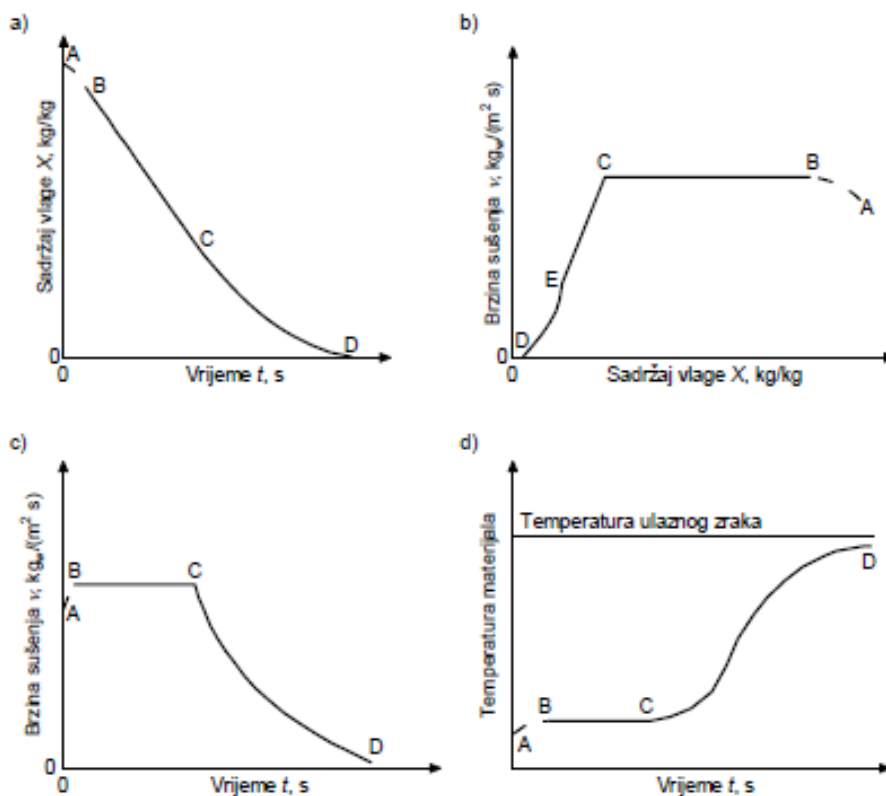 a)
A
B
C
D
Sadržaj vlage X, kg/kg
0
0
Vrijeme t, s
b)
C
B
A
E
D
Brzina sušenja v, kgw/(m² s)
0
0
Sadržaj vlage X, kg/kg
c)
B
C
A
D
Brzina sušenja v, kgw/(m² s)
0
0
Vrijeme t, s
d)
Temperatura ulaznog zraka
D
B
C
A
Temperatura materijala
Vrijeme t, s